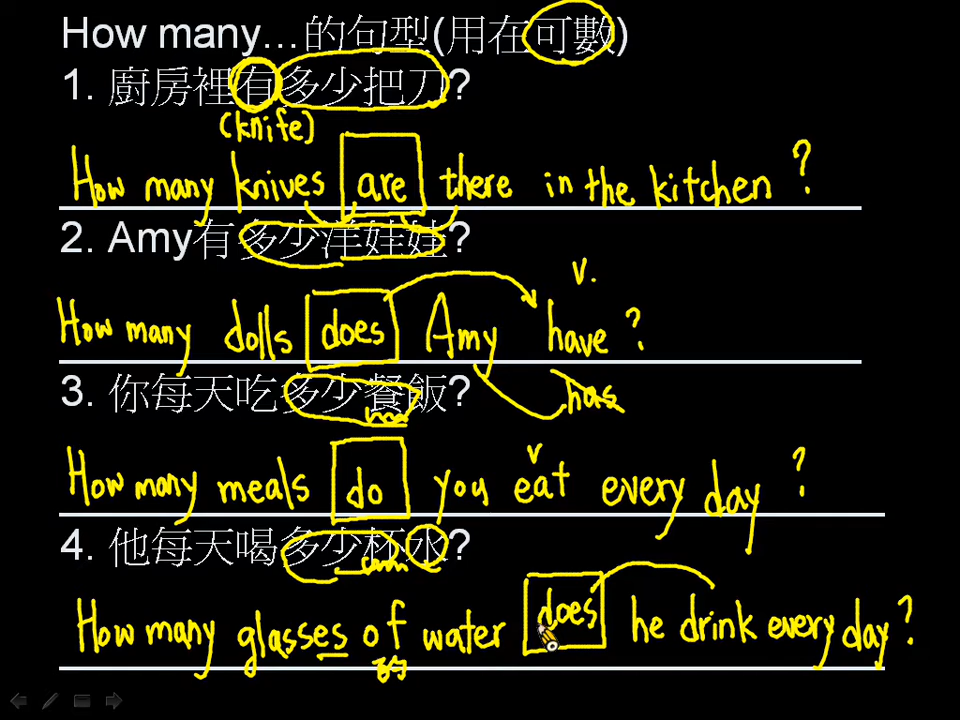 How many…的句型(用在可數)
1. 廚房裡有多少把刀?
(knife)
How many knives are there in the kitchen ?
2. Amy有多少洋娃娃?
v.
How many dolls does Amy have ?
3. 你每天吃多少餐飯?
has
v
How many meals do you eat every day ?
4. 他每天喝多少杯水?
How many glasses of water does he drink every day ?
的